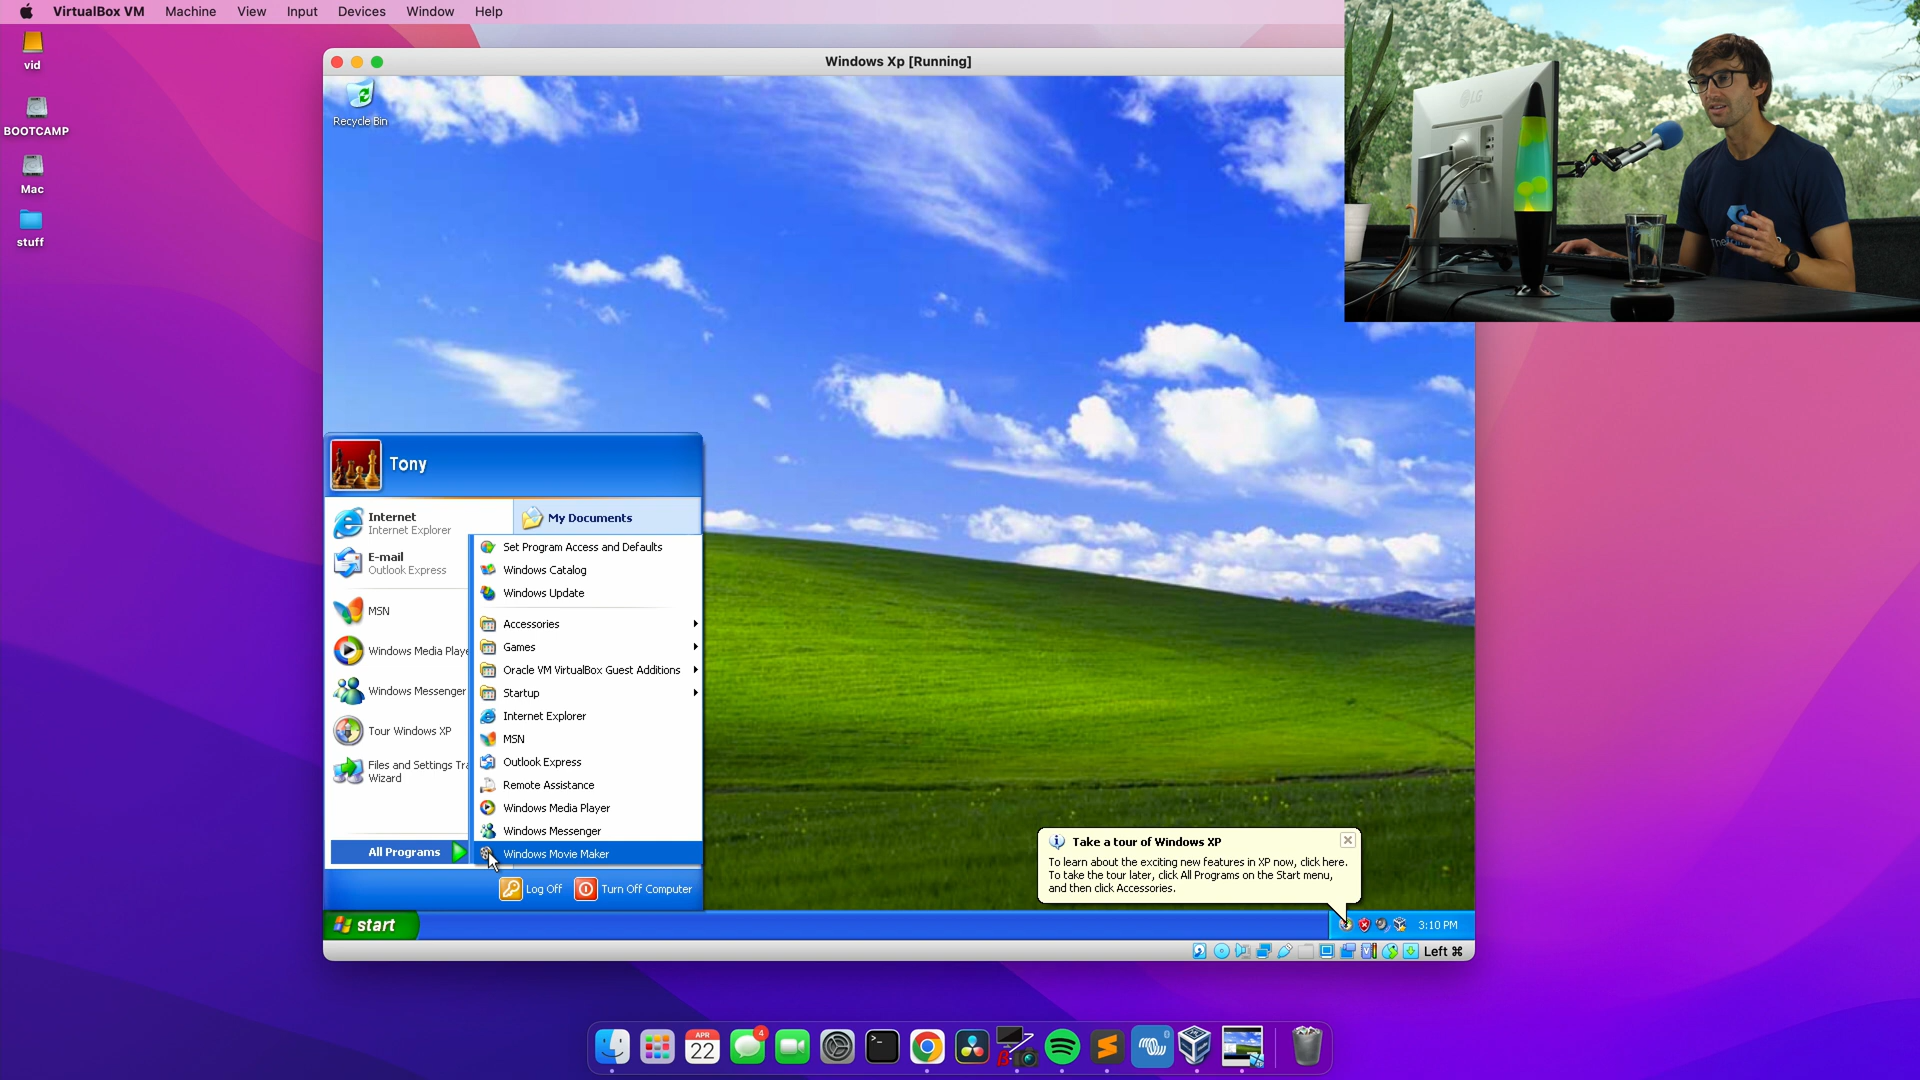 VirtualBox VM Machine View Input Devices Window Help
vid
BOOTCAMP
Mac
stuff
Windows Xp [Running]
Recycle Bin
LG
Tony
Internet
Internet Explorer
E-mail
Outlook Express
MSN
Windows Media Playe
Windows Messenger
Tour Windows XP
Files and Settings Tra
Wizard
All Programs
My Documents
Set Program Access and Defaults
Windows Catalog
Windows Update
Accessories
Games
Oracle VM VirtualBox Guest Additions
Startup
Internet Explorer
MSN
Outlook Express
Remote Assistance
Windows Media Player
Windows Messenger
Windows Movie Maker
Log Off Turn Off Computer
Take a tour of Windows XP
To learn about the exciting new features in XP now, click here.
To take the tour later, click All Programs on the Start menu,
and then click Accessories.
start
3:10 PM
Left ⌘
APR
22
4